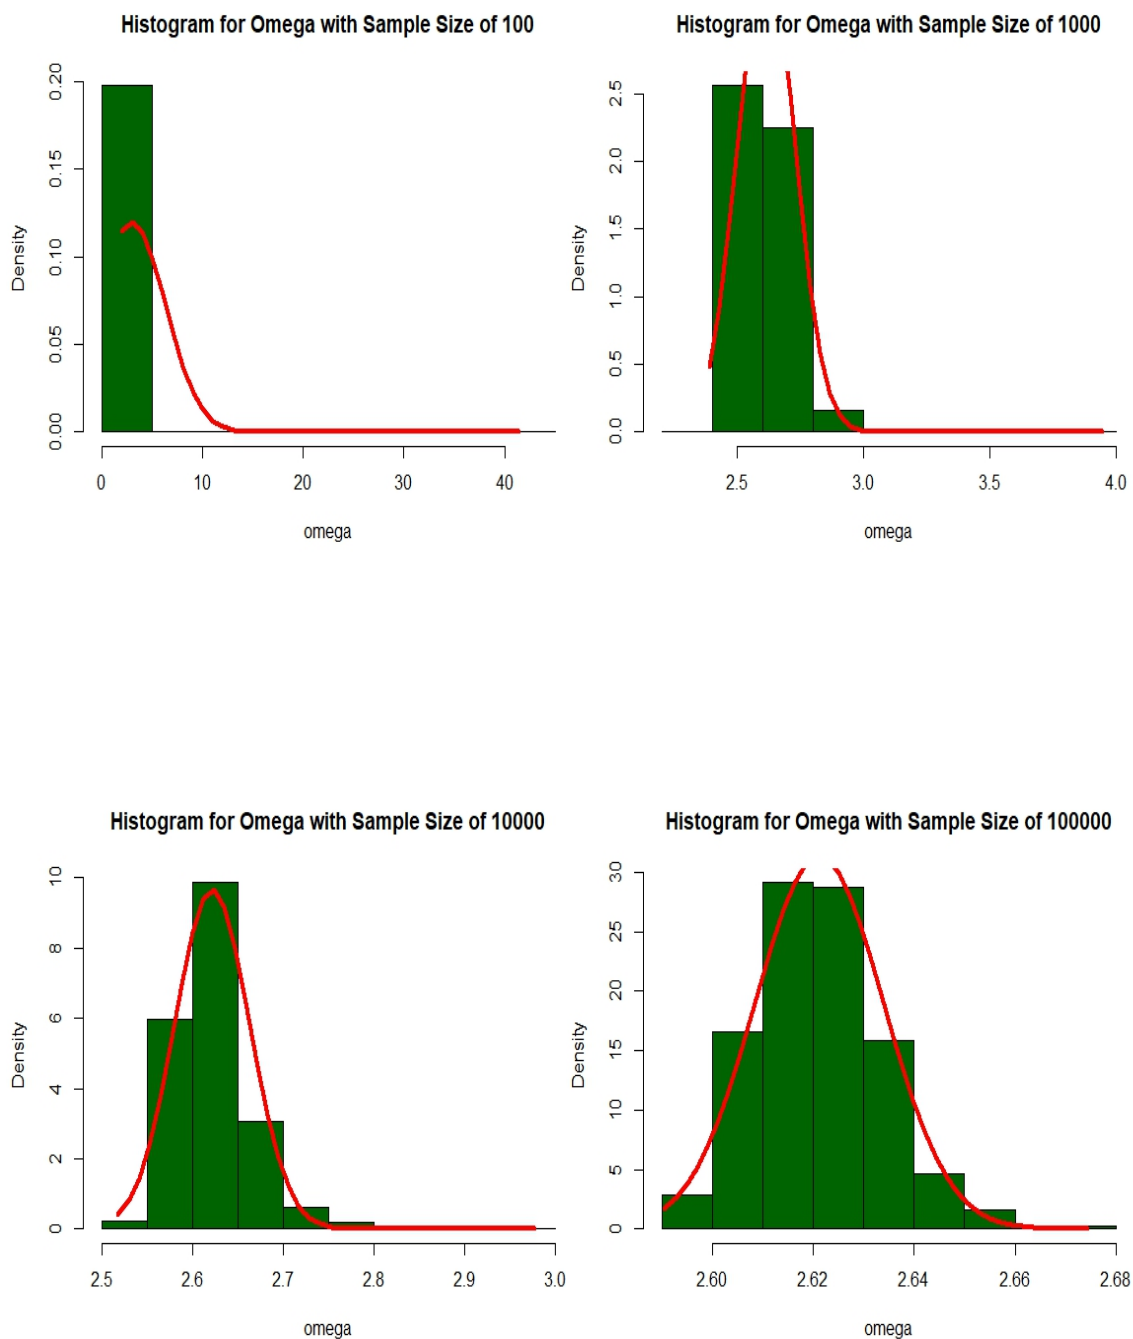 Histogram for Omega with Sample Size of 100
Density
0.00 0.05 0.10 0.15 0.20
0 10 20 30 40
omega
Histogram for Omega with Sample Size of 1000
Density
0.0 0.5 1.0 1.5 2.0 2.5
2.5 3.0 3.5 4.0
omega
Histogram for Omega with Sample Size of 10000
Density
0 2 4 6 8 10
2.5 2.6 2.7 2.8 2.9 3.0
omega
Histogram for Omega with Sample Size of 100000
Density
0 5 10 15 20 25 30
2.60 2.62 2.64 2.66 2.68
omega